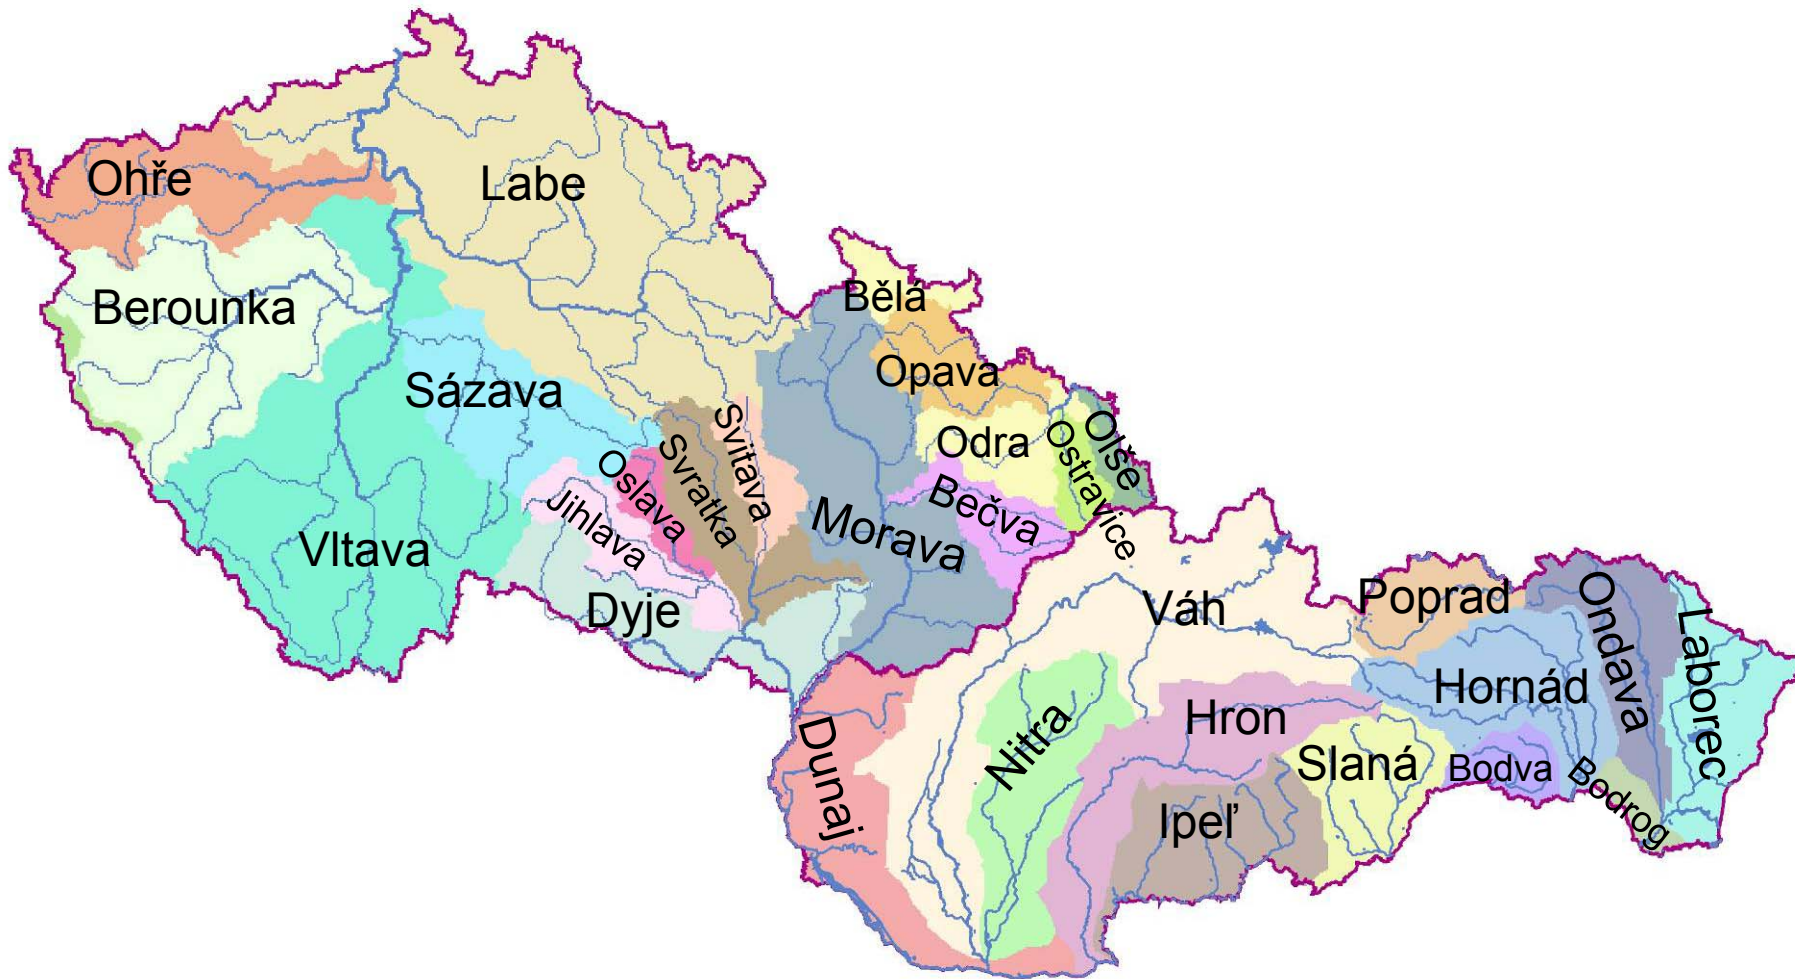 Ohře
Labe
Berounka
Bělá
Opava
Sázava
Svitava
Odra
Olše
Ostravice
Svratka
Oslava
Bečva
Jihlava
Morava
Vltava
Dyje
Váh
Poprad
Ondava
Laborec
Hornád
Nitra
Hron
Dunaj
Slaná
Bodva
Bodrog
Ipeľ